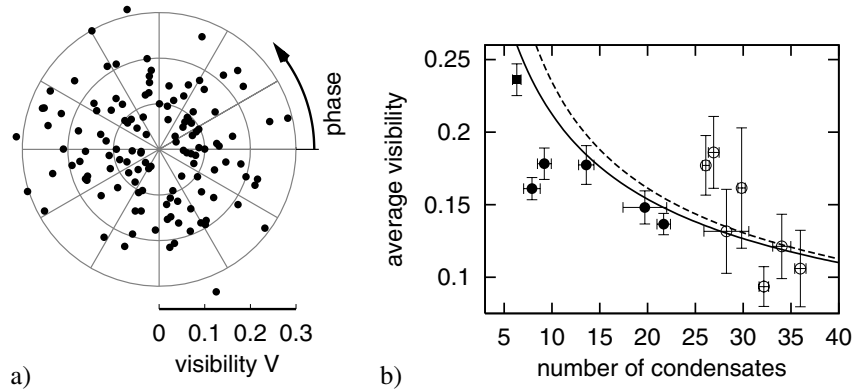 phase
0 0.1 0.2 0.3
visibility V
a)
0.25
0.2
0.15
0.1
average visibility
5 10 15 20 25 30 35 40
number of condensates
b)